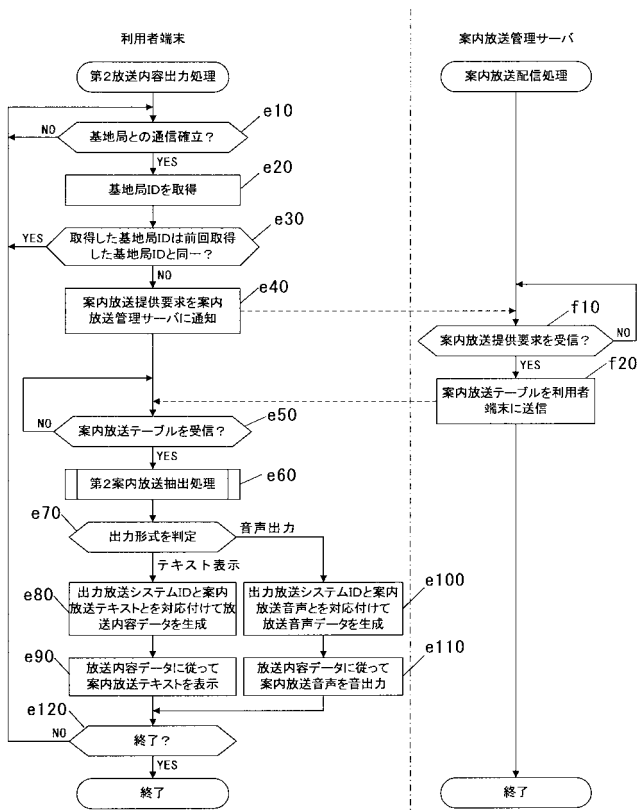 利用者端末
案内放送管理サーバ
第2放送内容出力処理
案内放送配信処理
e10
NO
基地局との通信確立？
YES
e20
基地局IDを取得
e30
YES
取得した基地局IDは前回取得
した基地局IDと同一？
NO
e40
案内放送提供要求を案内
放送管理サーバに通知
f10
案内放送提供要求を受信？
NO
YES
f20
案内放送テーブルを利用者
端末に送信
e50
NO
案内放送テーブルを受信？
YES
e60
第2案内放送抽出処理
e70
出力形式を判定
音声出力
テキスト表示
e80
出力放送システムIDと案内
放送テキストとを対応付けて放
送内容データを生成
e100
出力放送システムIDと案内
放送音声とを対応付けて
放送音声データを生成
e90
放送内容データに従って
案内放送テキストを表示
e110
放送内容データに従って
案内放送音声を音出力
e120
NO
終了？
YES
終了
終了